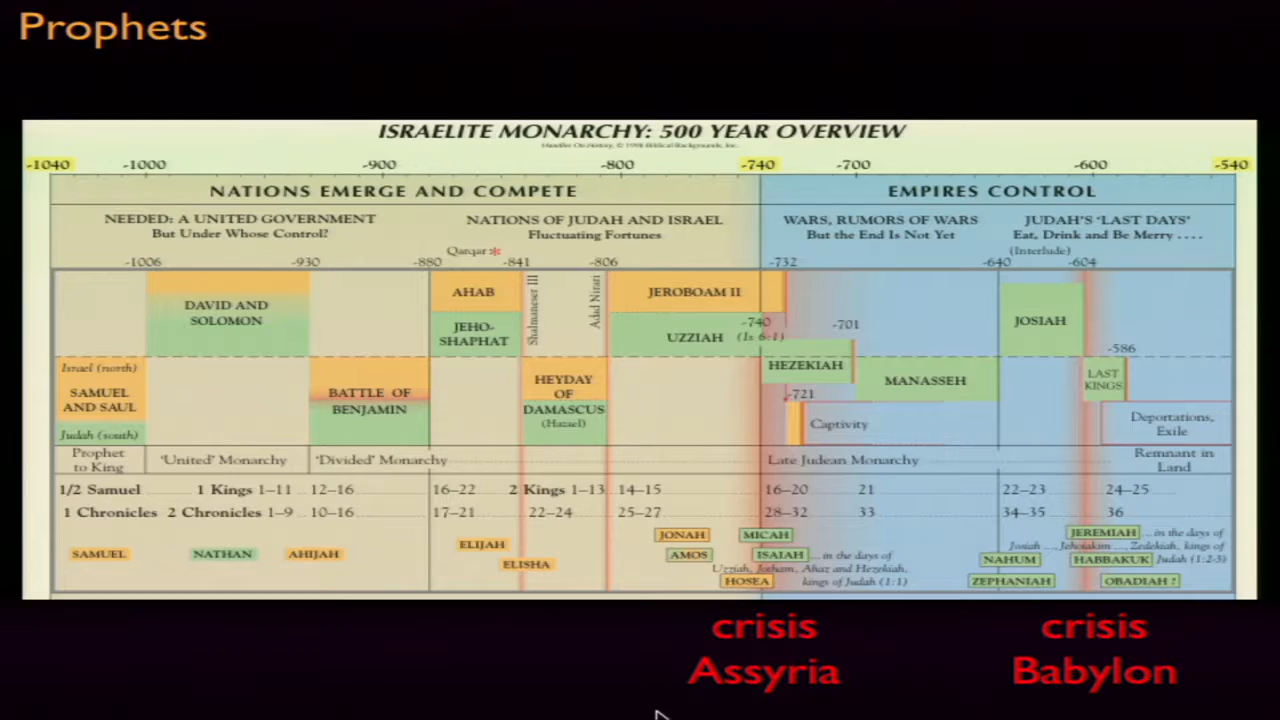 Prophets
ISRAELITE MONARCHY: 500 YEAR OVERVIEW
Handles On History, © 1998 Biblical Backgrounds, Inc.
-1040 -1000 -900 -800 -740 -700 -600 -540
NATIONS EMERGE AND COMPETE EMPIRES CONTROL
NEEDED: A UNITED GOVERNMENT NATIONS OF JUDAH AND ISRAEL WARS, RUMORS OF WARS JUDAH'S 'LAST DAYS'
But Under Whose Control? Fluctuating Fortunes But the End Is Not Yet Eat, Drink and Be Merry ....
Qarqar:* (Interlude)
-1006 -930 -880 -841 -806 -732 -640 -604
DAVID AND
SOLOMON
AHAB
JEHO-
SHAPHAT
Shalmaneser III
Adad Nirari
JEROBOAM II
UZZIAH
-740
(Is 6:1)
-701
JOSIAH
-586
Israel (north)
SAMUEL
AND SAUL
Judah (south)
BATTLE OF
BENJAMIN
HEYDAY
OF
DAMASCUS
(Hazael)
HEZEKIAH
MANASSEH
-721
Captivity
LAST
KINGS
Deportations,
Exile
Prophet
to King
'United' Monarchy
'Divided' Monarchy
Late Judean Monarchy
Remnant in
Land
1/2 Samuel 1 Kings 1–11 12–16 16–22 2 Kings 1–13 14–15 16–20 21 22–23 24–25
1 Chronicles 2 Chronicles 1–9 10–16 17–21 22–24 25–27 28–32 33 34–35 36
SAMUEL
NATHAN
AHIJAH
ELIJAH
ELISHA
JONAH
AMOS
HOSEA
MICAH
ISAIAH ... in the days of
Uzziah, Jotham, Ahaz and Hezekiah,
kings of Judah (1:1)
JEREMIAH ... in the days of
Josiah ... Jehoiakim ... Zedekiah, kings of
Judah (1:2-3)
NAHUM
HABBAKUK
ZEPHANIAH
OBADIAH ?
crisis
Assyria
crisis
Babylon